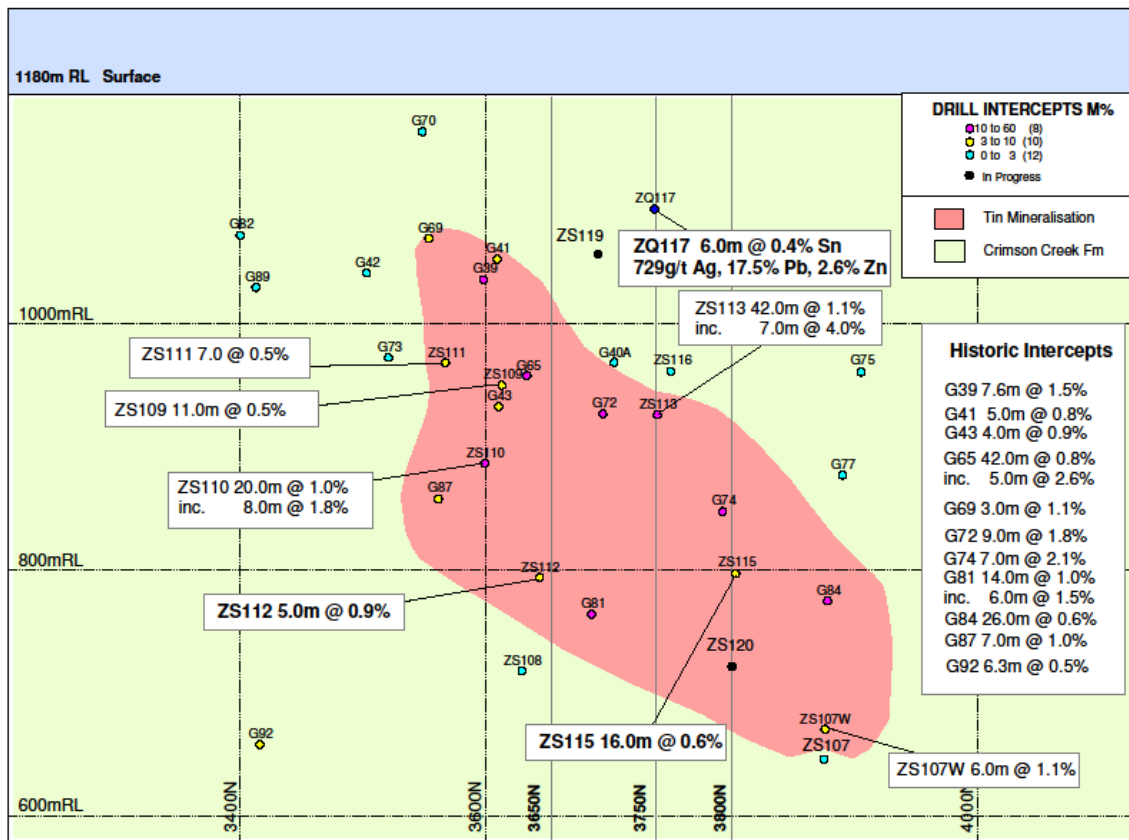 1180m RL Surface
DRILL INTERCEPTS M%
10 to 60 (8)
3 to 10 (10)
0 to 3 (12)
In Progress
Tin Mineralisation
Crimson Creek Fm
G70
ZQ117
G82
G69
ZS119
G41
G42
G39
G89
ZQ117 6.0m @ 0.4% Sn
729g/t Ag, 17.5% Pb, 2.6% Zn
1000mRL
ZS113 42.0m @ 1.1%
inc. 7.0m @ 4.0%
ZS111 7.0 @ 0.5%
G73
ZS111
G65
G40A
ZS116
G75
ZS109
ZS109 11.0m @ 0.5%
G43
G72
ZS113
Historic Intercepts
G39 7.6m @ 1.5%
G41 5.0m @ 0.8%
G43 4.0m @ 0.9%
G65 42.0m @ 0.8%
inc. 5.0m @ 2.6%
G69 3.0m @ 1.1%
G72 9.0m @ 1.8%
G74 7.0m @ 2.1%
G81 14.0m @ 1.0%
inc. 6.0m @ 1.5%
G84 26.0m @ 0.6%
G87 7.0m @ 1.0%
G92 6.3m @ 0.5%
ZS110
G77
ZS110 20.0m @ 1.0%
inc. 8.0m @ 1.8%
G87
G74
800mRL
ZS112
ZS115
ZS112 5.0m @ 0.9%
G81
G84
ZS108
ZS120
ZS115 16.0m @ 0.6%
G92
ZS107W
ZS107
ZS107W 6.0m @ 1.1%
600mRL
3400N
3600N
3650N
3750N
3800N
4000N